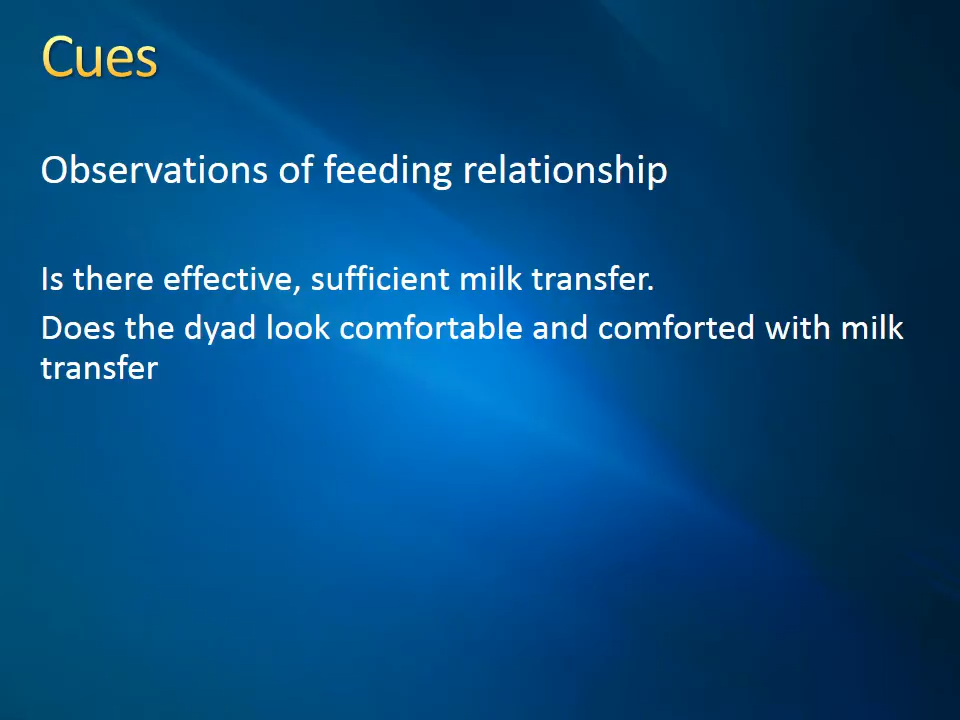 Cues
Observations of feeding relationship
Is there effective, sufficient milk transfer.
Does the dyad look comfortable and comforted with milk
transfer